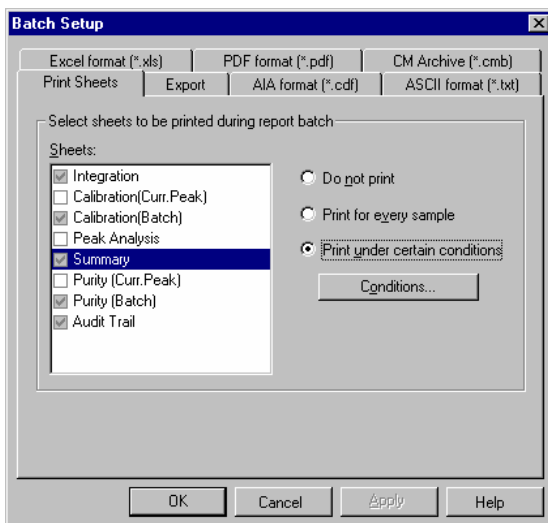 Batch Setup
Excel format (*.xls)
PDF format (*.pdf)
CM Archive (*.cmb)
Print Sheets
Export
AIA format (*.cdf)
ASCII format (*.txt)
Select sheets to be printed during report batch
Sheets:
Integration
Calibration(Curr.Peak)
Calibration(Batch)
Peak Analysis
Summary
Purity (Curr.Peak)
Purity (Batch)
Audit Trail
Do not print
Print for every sample
Print under certain conditions
Conditions...
OK
Cancel
Apply
Help